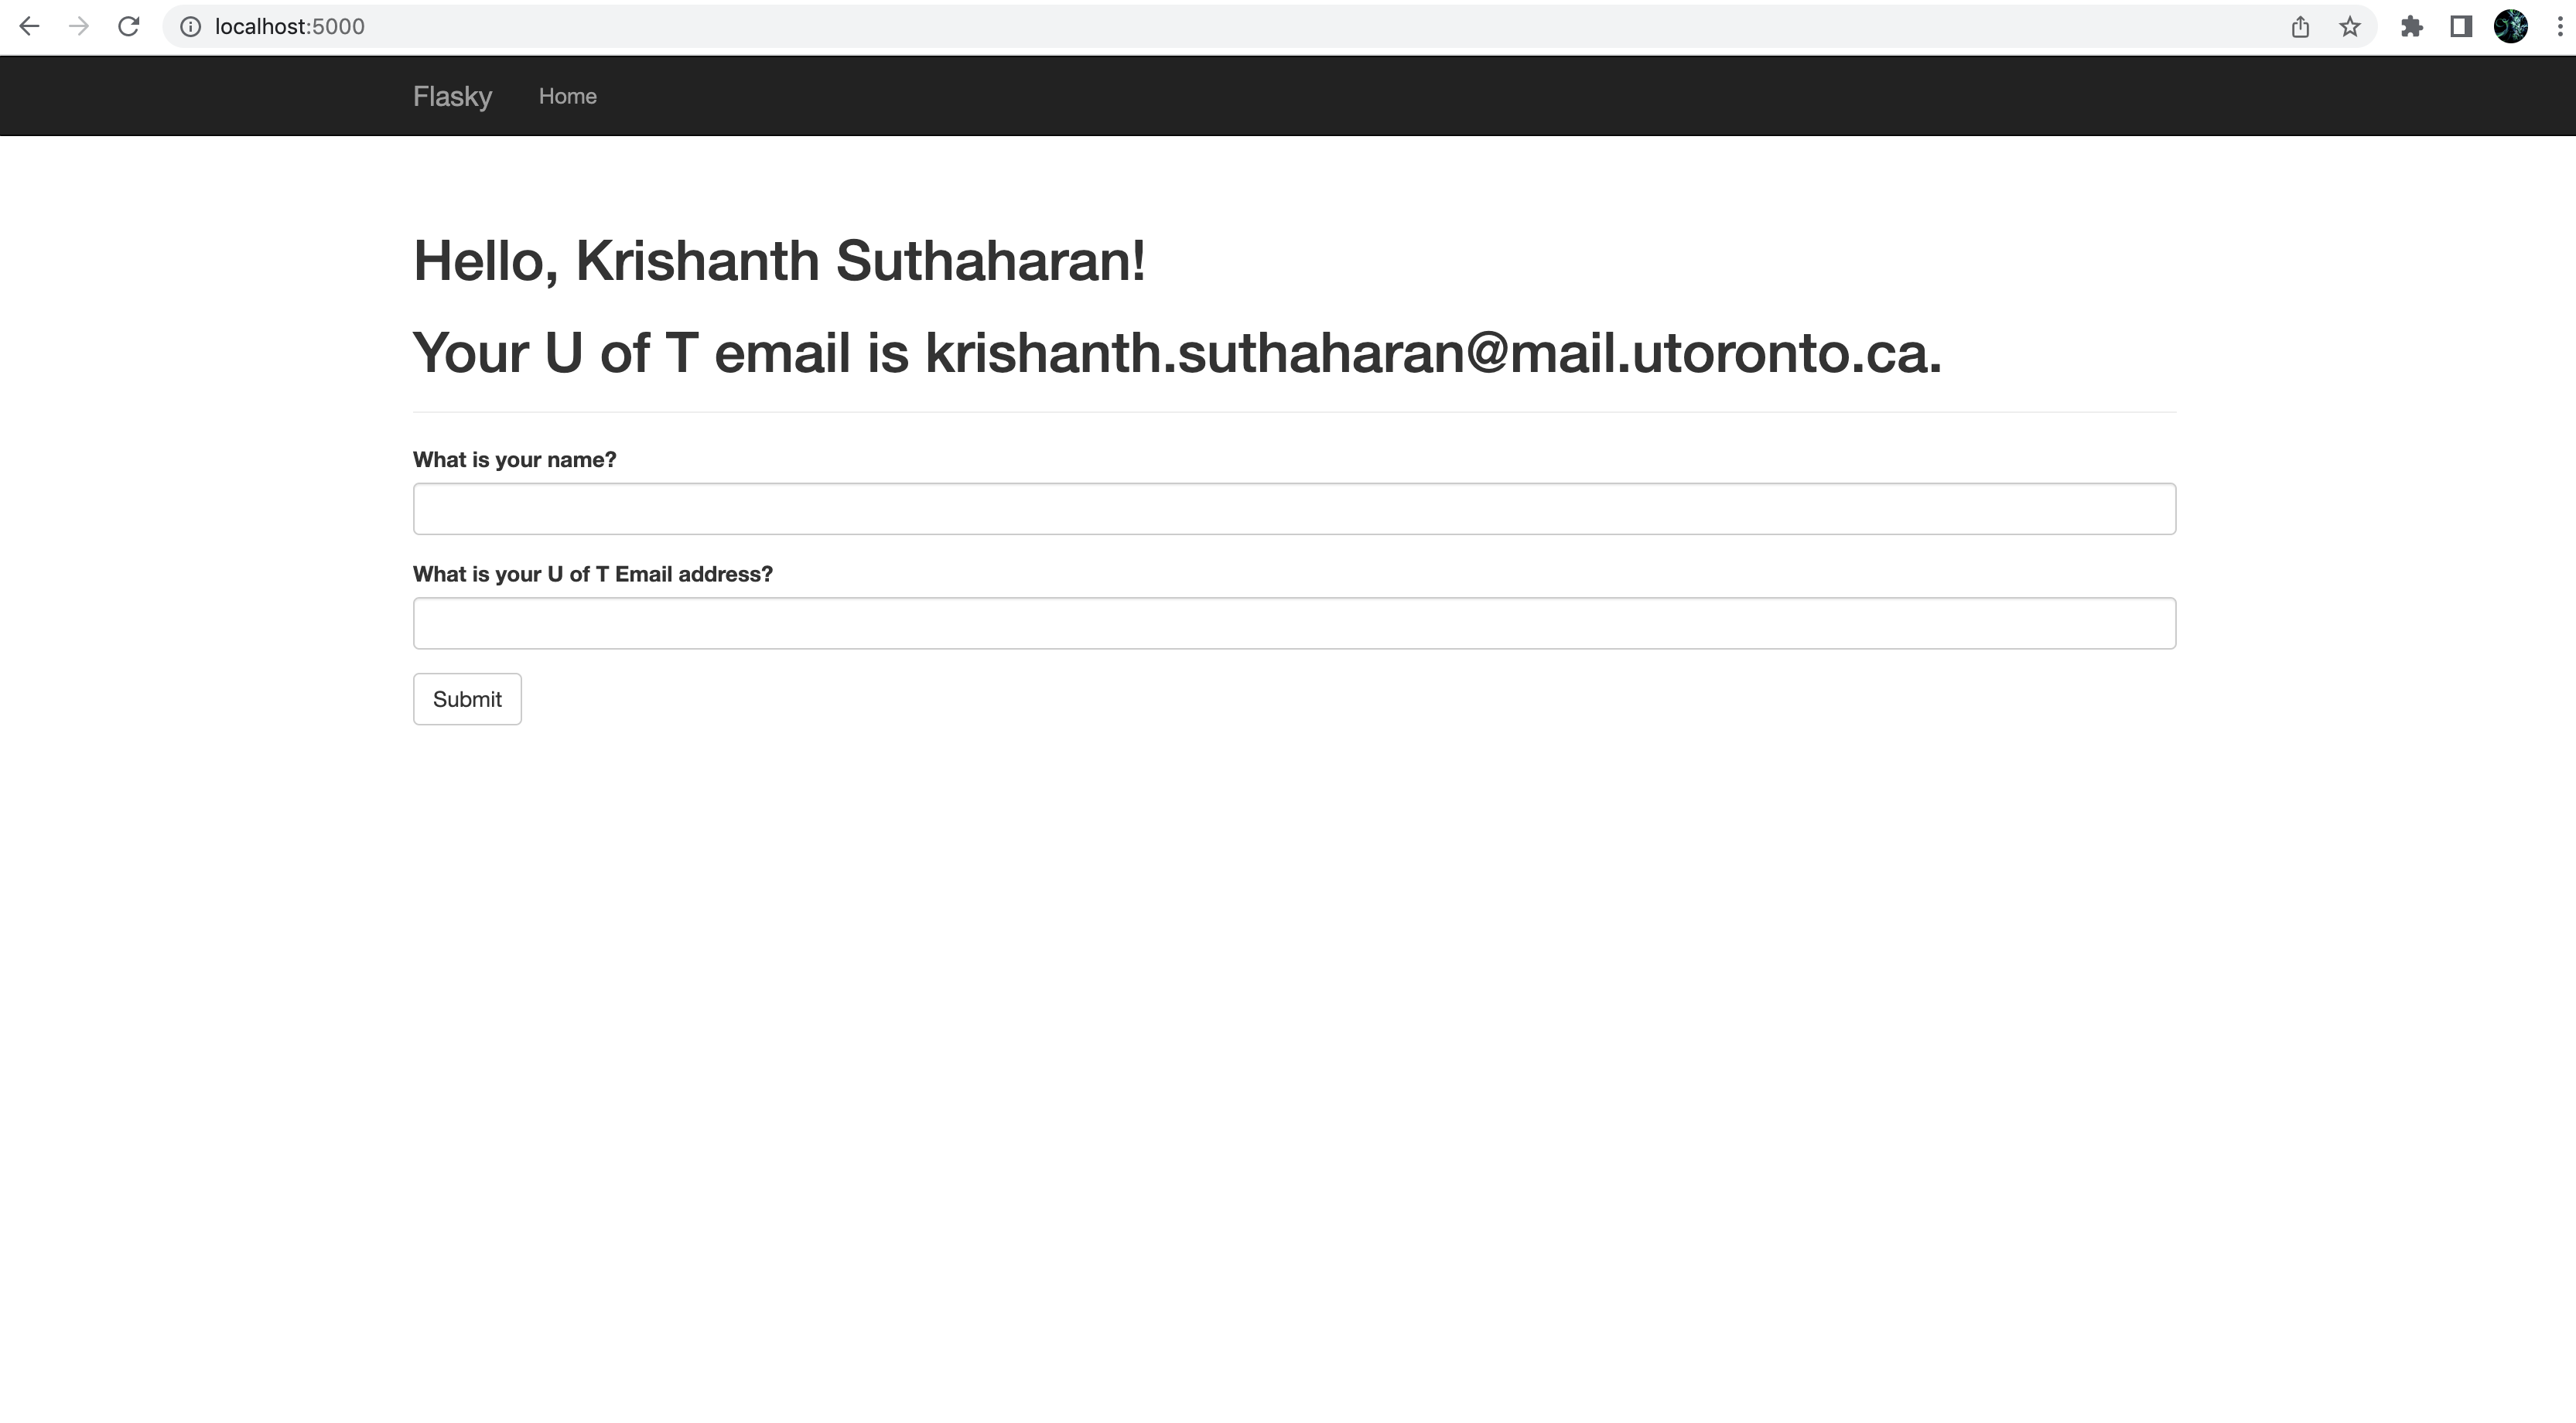 localhost:5000
Flasky Home
Hello, Krishanth Suthaharan!
Your U of T email is krishanth.suthaharan@mail.utoronto.ca.
What is your name?
What is your U of T Email address?
Submit